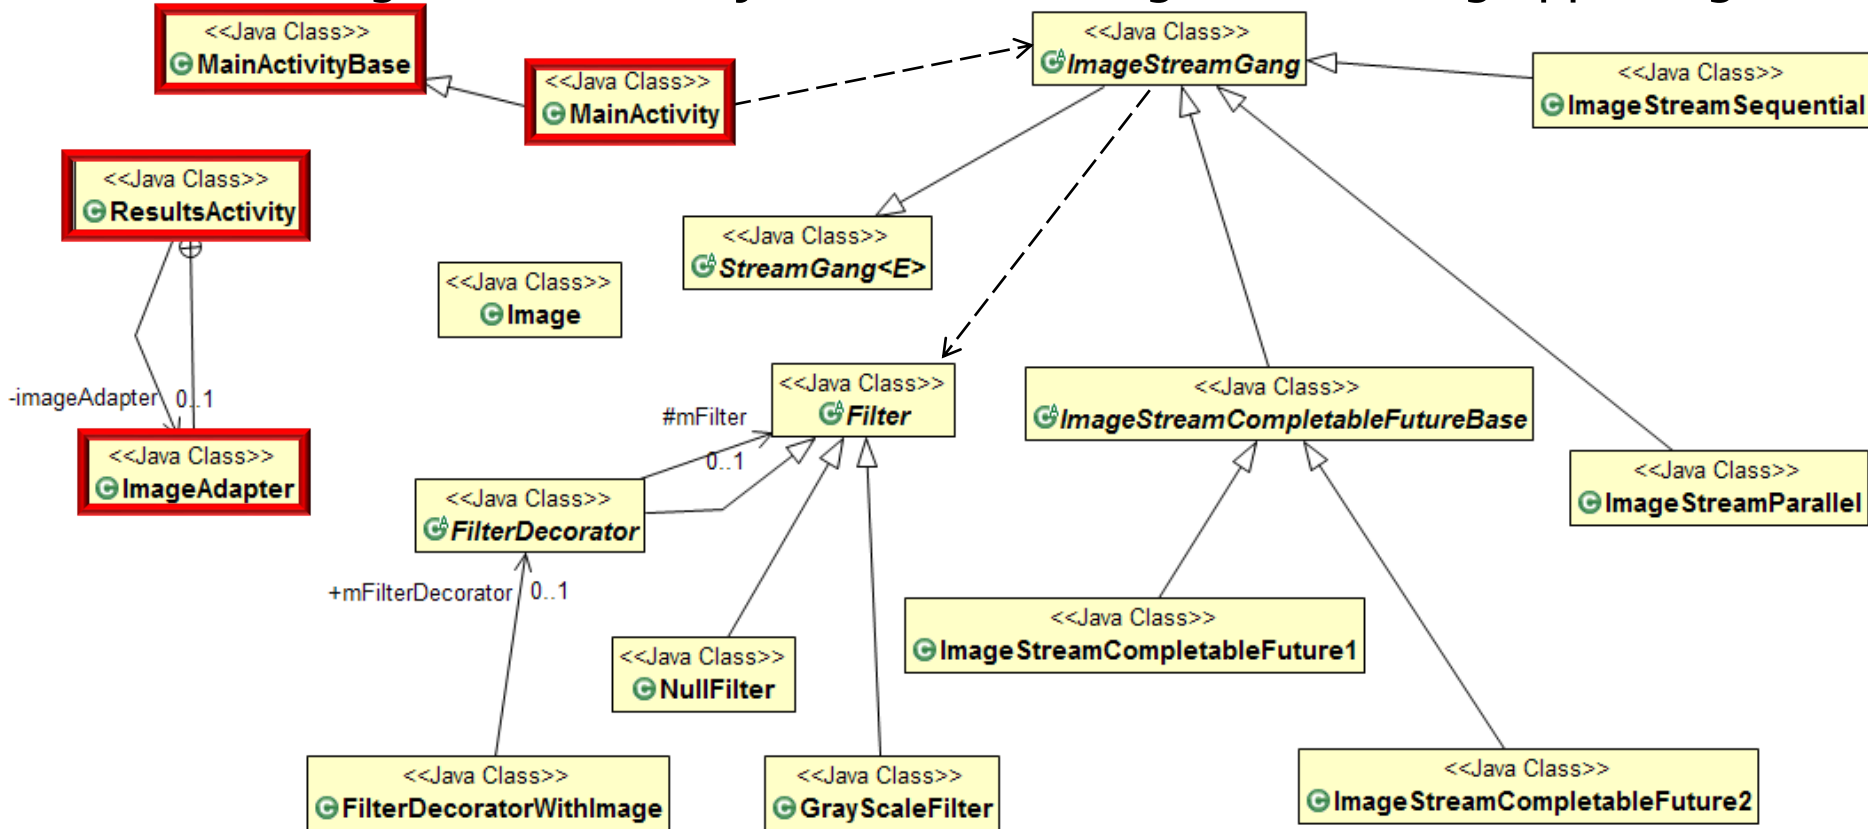 <<Java Class>>
MainActivityBase
<<Java Class>>
MainActivity
<<Java Class>>
ImageStreamGang
<<Java Class>>
ImageStreamSequential
<<Java Class>>
ResultsActivity
<<Java Class>>
StreamGang<E>
<<Java Class>>
Image
-imageAdapter
0..1
<<Java Class>>
ImageAdapter
<<Java Class>>
Filter
#mFilter
0..1
<<Java Class>>
ImageStreamCompletableFutureBase
<<Java Class>>
ImageStreamParallel
<<Java Class>>
FilterDecorator
+mFilterDecorator
0..1
<<Java Class>>
NullFilter
<<Java Class>>
ImageStreamCompletableFuture1
<<Java Class>>
FilterDecoratorWithImage
<<Java Class>>
GrayScaleFilter
<<Java Class>>
ImageStreamCompletableFuture2